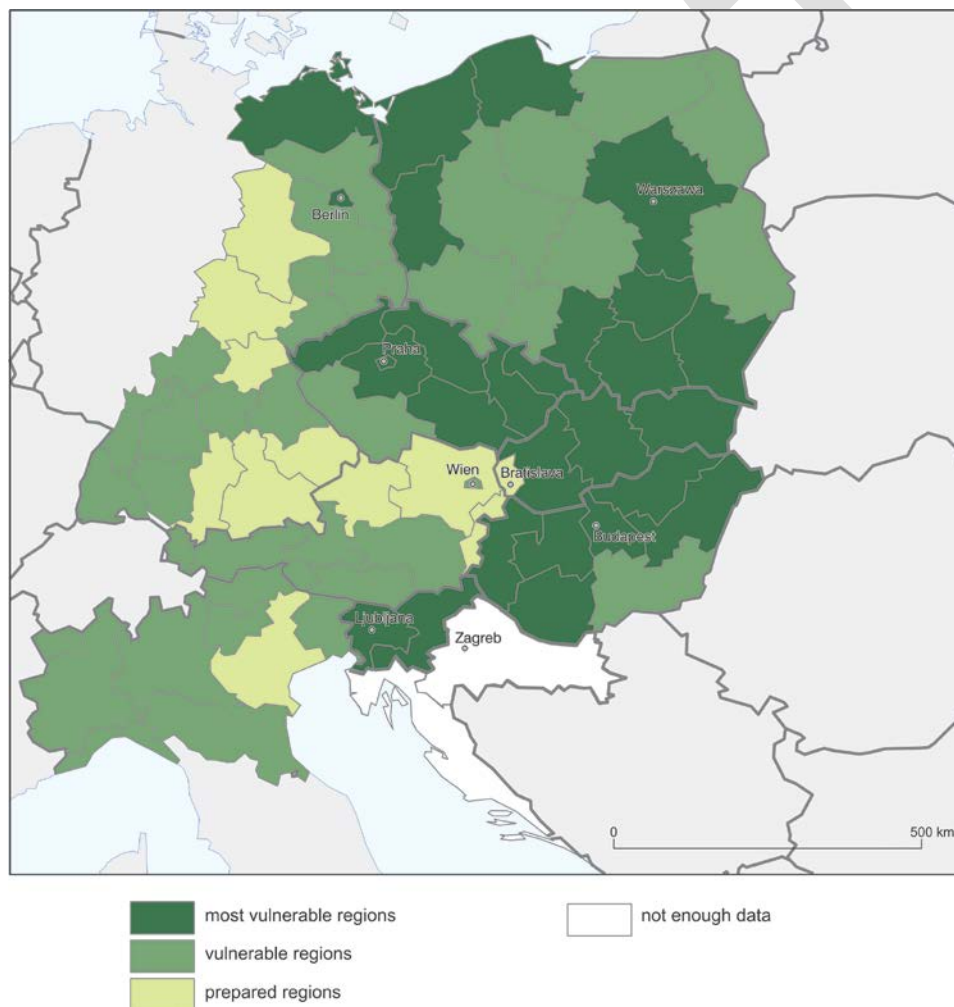 Warszawa
Berlin
Praha
Wien
Bratislava
Budapest
Ljubljana
Zagreb
0 500 km
most vulnerable regions
not enough data
vulnerable regions
prepared regions